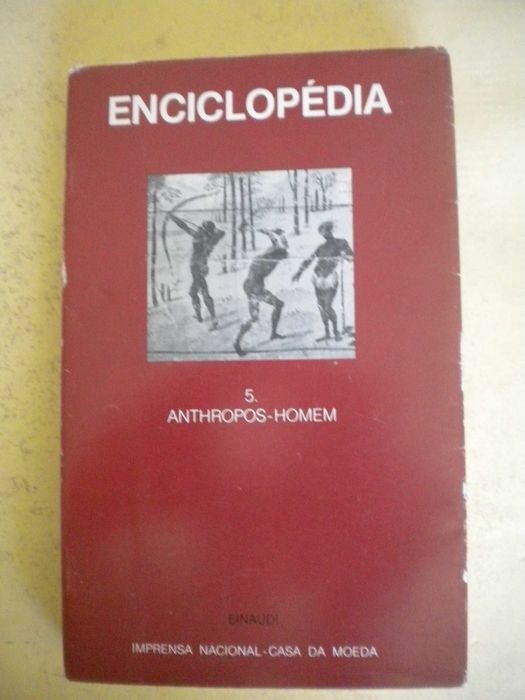 ENCICLOPÉDIA
5.
ANTHROPOS-HOMEM
EINAUDI
IMPRENSA NACIONAL-CASA DA MOEDA